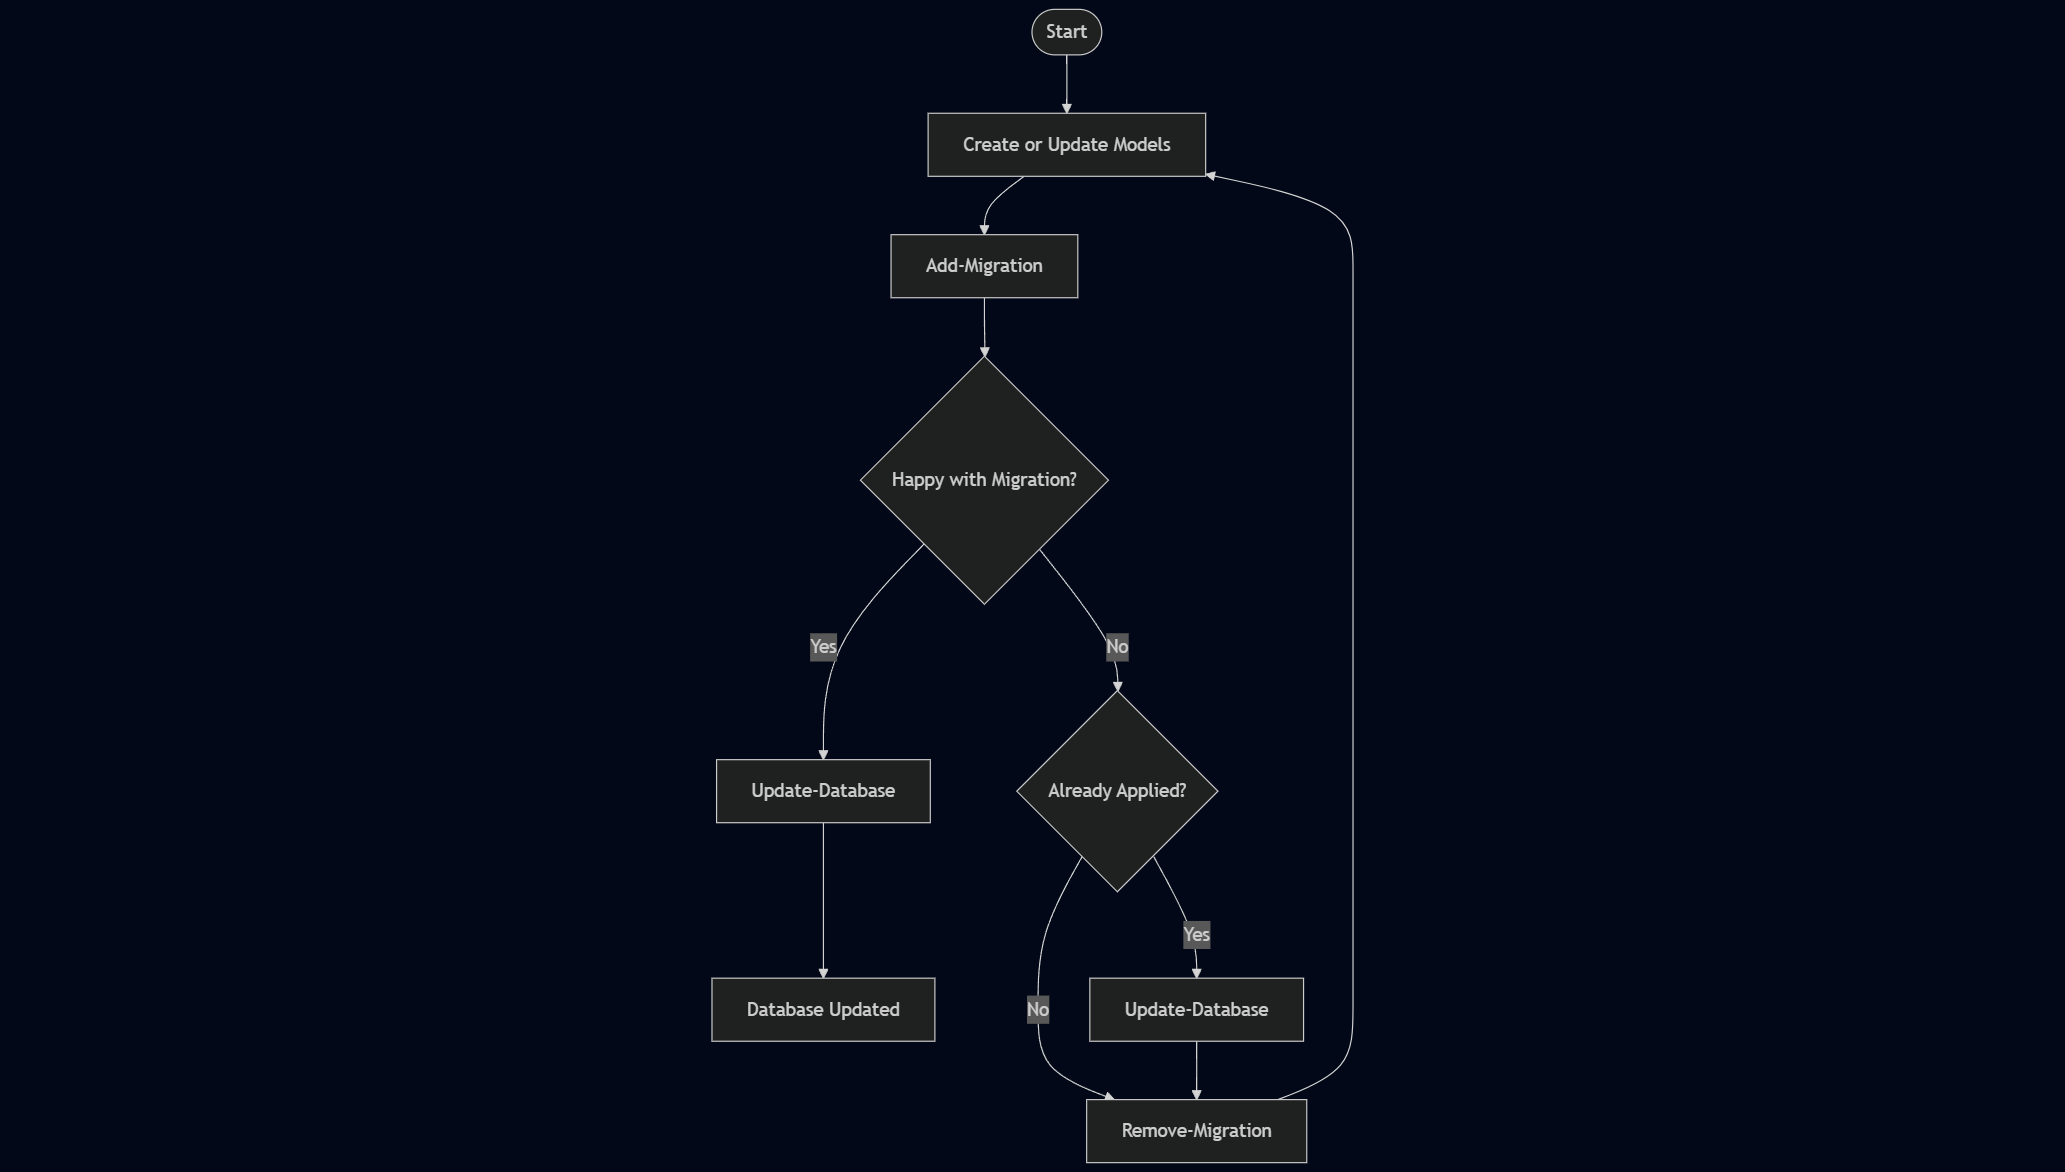 Start
Create or Update Models
Add-Migration
Happy with Migration?
Yes
No
Update-Database
Already Applied?
Yes
Database Updated
No
Update-Database
Remove-Migration